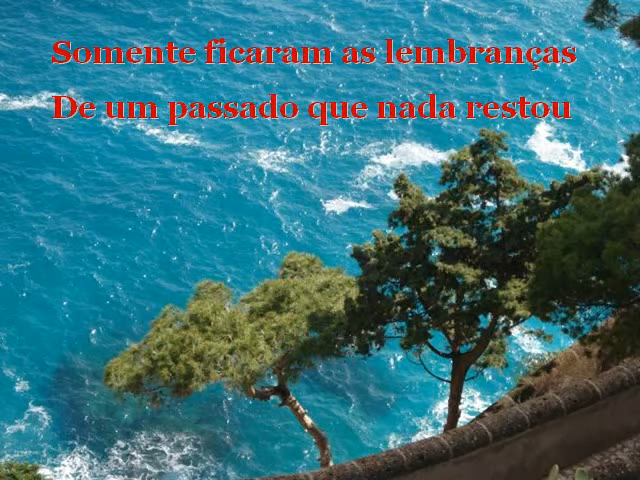 Somente ficaram as lembranças
De um passado que nada restou